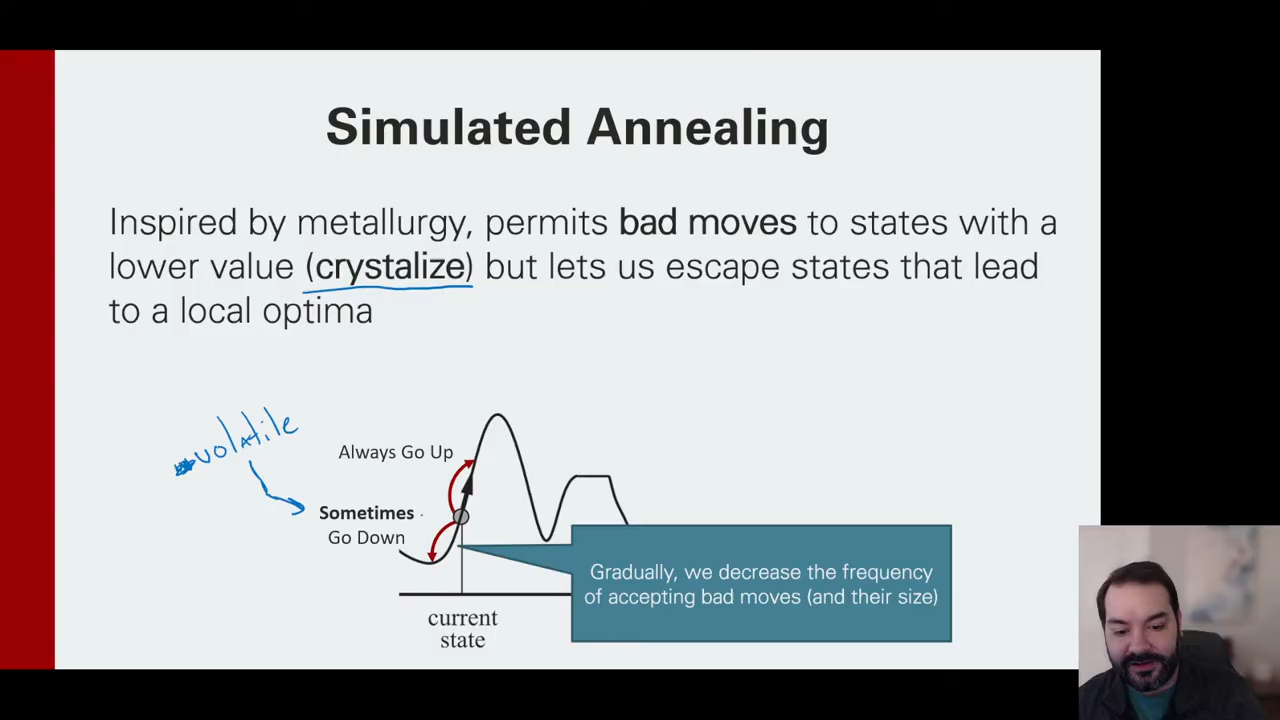 Simulated Annealing
Inspired by metallurgy, permits bad moves to states with a
lower value (crystalize) but lets us escape states that lead
to a local optima
volatile
Always Go Up
Sometimes
Go Down
Gradually, we decrease the frequency
of accepting bad moves (and their size)
current
state